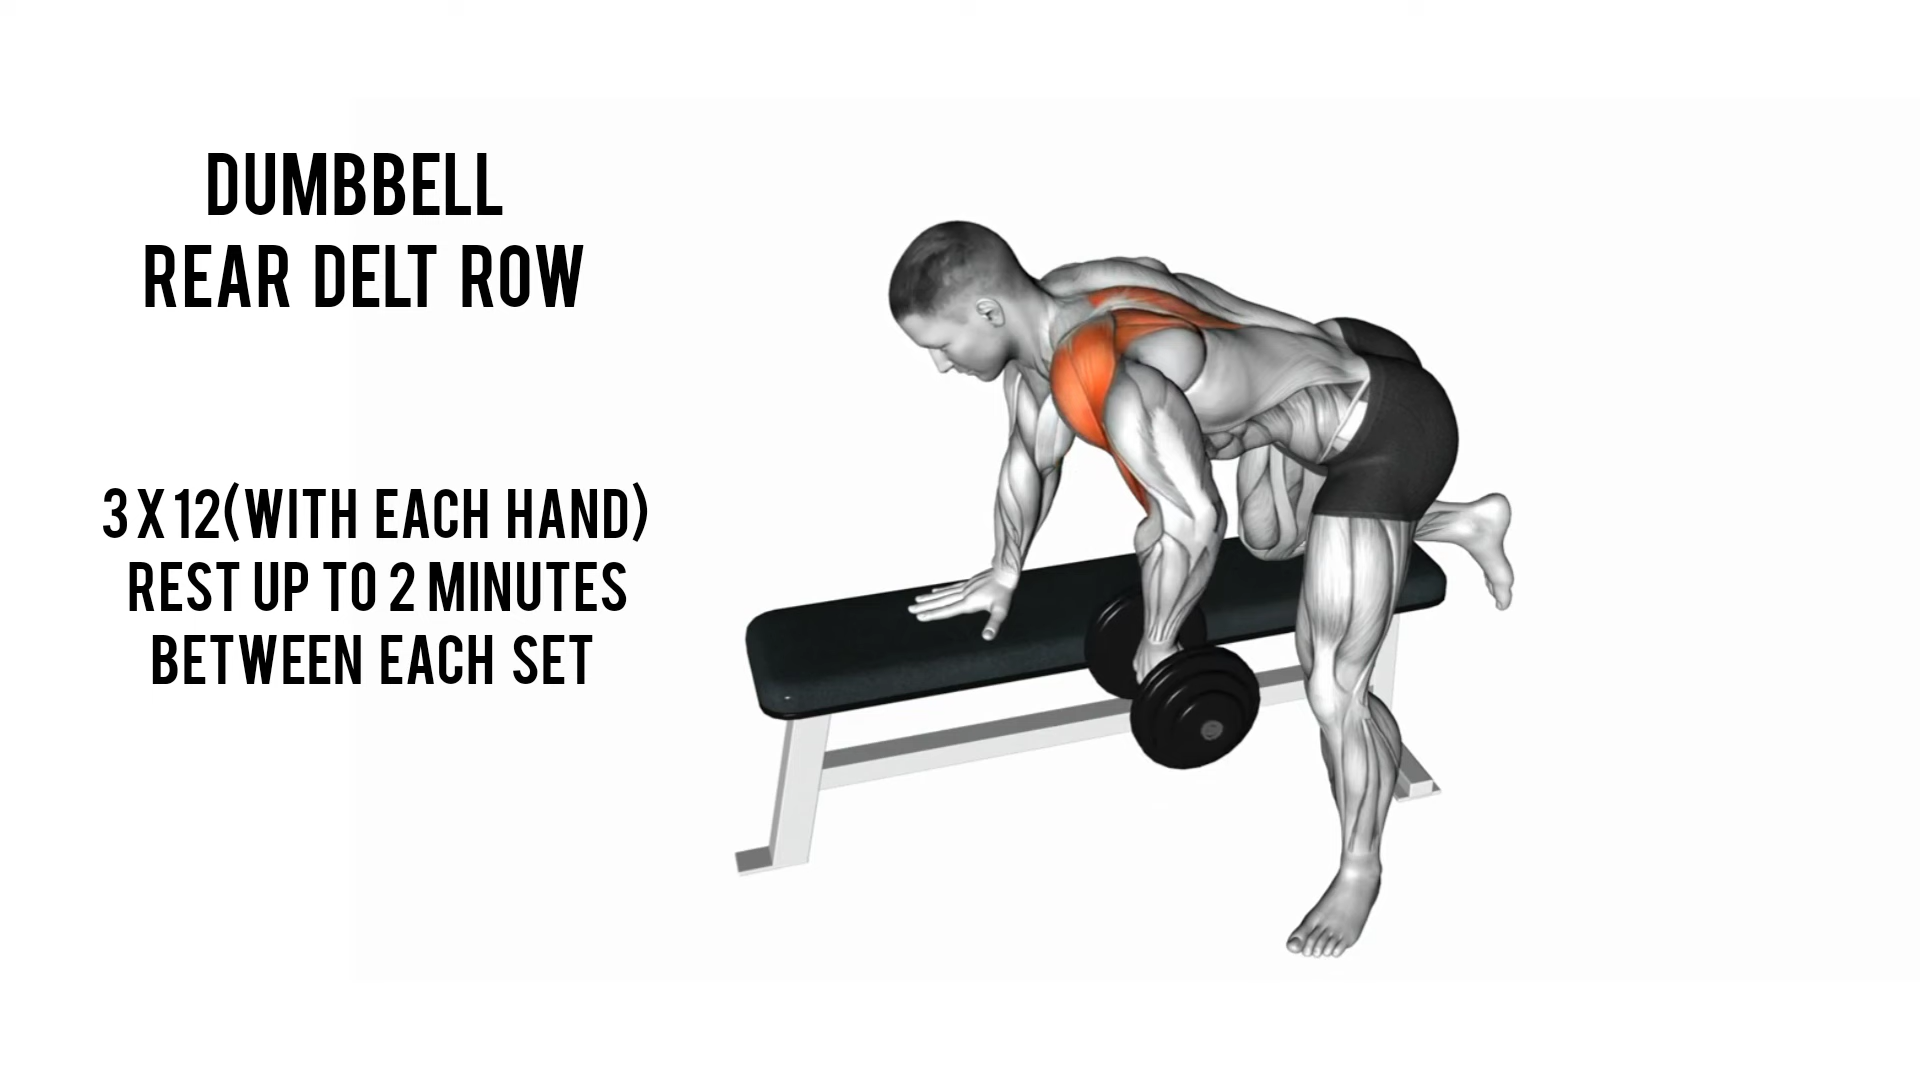 DUMBBELL
REAR DELT ROW
3 X 12(WITH EACH HAND)
REST UP TO 2 MINUTES
BETWEEN EACH SET